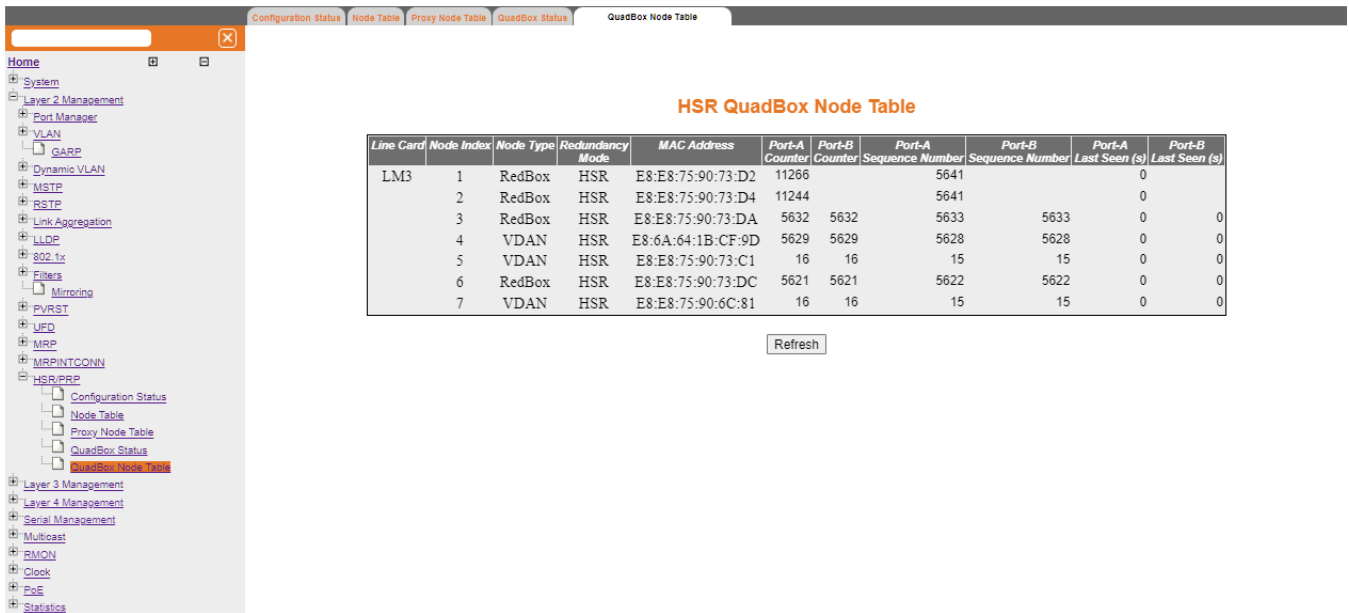 Configuration Status Node Table Proxy Node Table QuadBox Status QuadBox Node Table
Home
System
Layer 2 Management
Port Manager
VLAN
GARP
Dynamic VLAN
MSTP
RSTP
Link Aggregation
LLDP
802.1x
Filters
Mirroring
PVRST
UFD
MRP
MRPINTCONN
HSR/PRP
Configuration Status
Node Table
Proxy Node Table
QuadBox Status
QuadBox Node Table
Layer 3 Management
Layer 4 Management
Serial Management
Multicast
RMON
Clock
PoE
Statistics
HSR QuadBox Node Table
Line Card Node Index Node Type Redundancy Mode MAC Address Port-A Counter Port-B Counter Port-A Sequence Number Port-B Sequence Number Port-A Last Seen (s) Port-B Last Seen (s)
LM3 1 RedBox HSR E8:E8:75:90:73:D2 11266 5641 0
2 RedBox HSR E8:E8:75:90:73:D4 11244 5641 0
3 RedBox HSR E8:E8:75:90:73:DA 5632 5632 5633 5633 0 0
4 VDAN HSR E8:6A:64:1B:CF:9D 5629 5629 5628 5628 0 0
5 VDAN HSR E8:E8:75:90:73:C1 16 16 15 15 0 0
6 RedBox HSR E8:E8:75:90:73:DC 5621 5621 5622 5622 0 0
7 VDAN HSR E8:E8:75:90:6C:81 16 16 15 15 0 0
Refresh